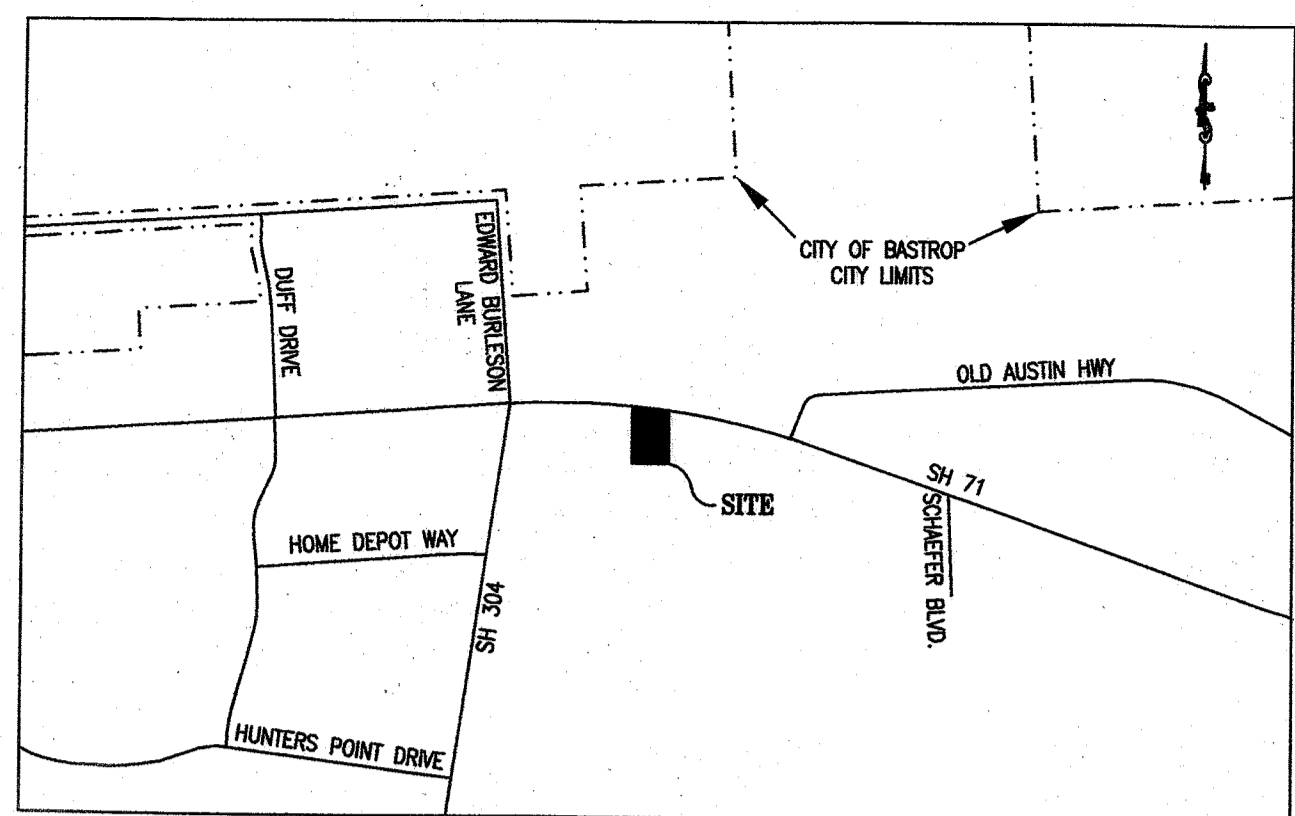 CITY OF BASTROP
CITY LIMITS
EDWARD BURLESON
LANE
DUFF DRIVE
OLD AUSTIN HWY
SH 71
SITE
SCHAEFER BLVD.
HOME DEPOT WAY
SH 304
HUNTERS POINT DRIVE